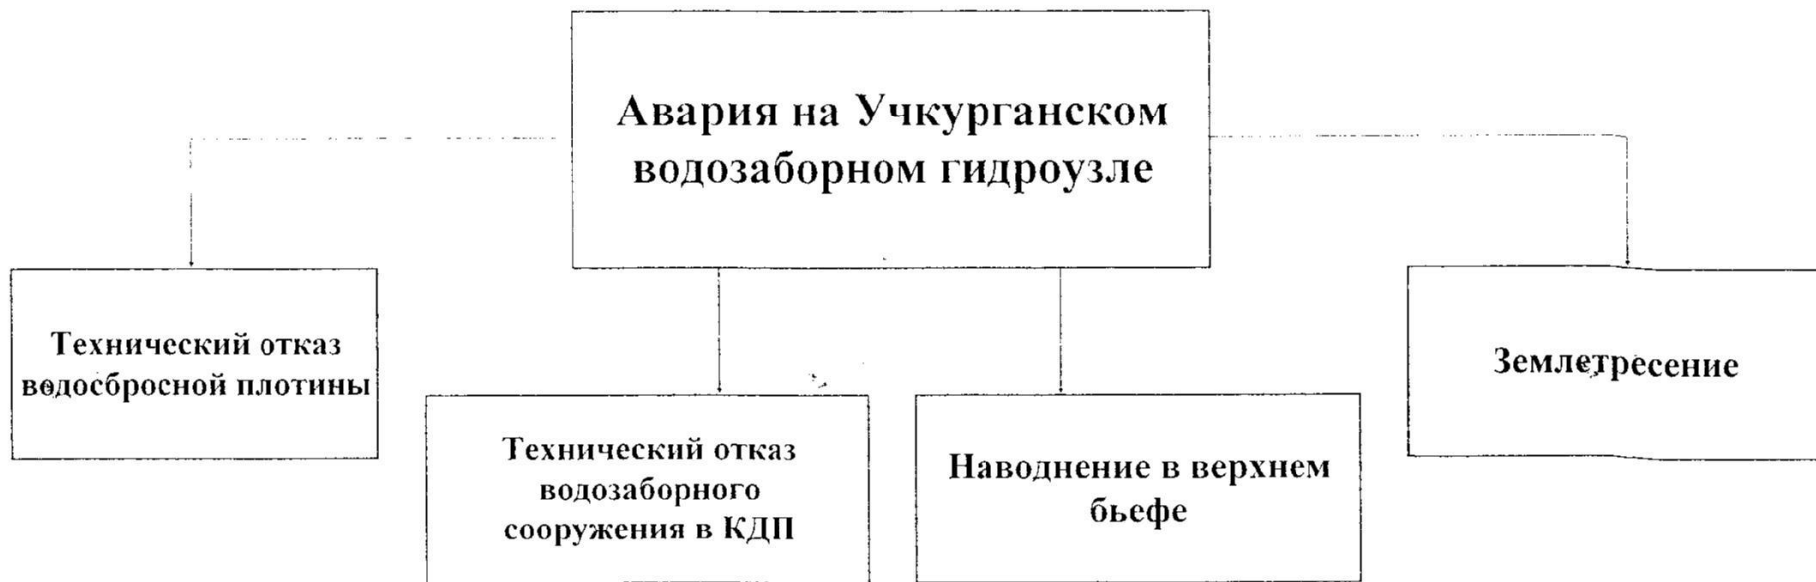 Авария на Учкурганском
водозаборном гидроузле
Технический отказ
водосбросной плотины
Технический отказ
водозаборного
сооружения в КДП
Наводнение в верхнем
бьефе
Землетресение